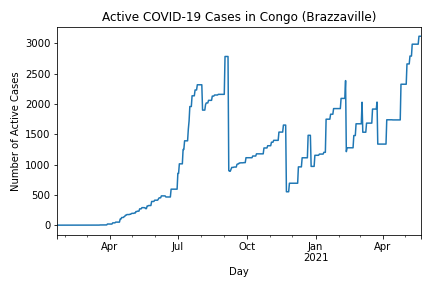 Active COVID-19 Cases in Congo (Brazzaville)
Number of Active Cases
3000
2500
2000
1500
1000
500
0
Apr
Jul
Oct
Jan
2021
Apr
Day